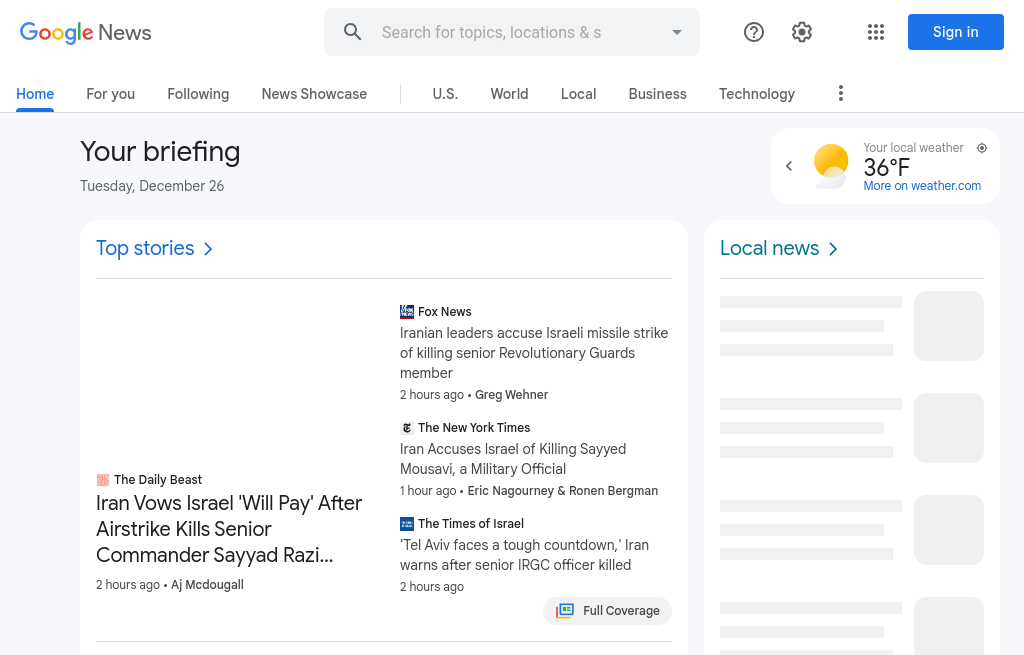 Google News
Search for topics, locations & s
Sign in
Home
For you
Following
News Showcase
U.S.
World
Local
Business
Technology
Your briefing
Tuesday, December 26
Your local weather
36°F
More on weather.com
Top stories
The Daily Beast
Iran Vows Israel 'Will Pay' After
Airstrike Kills Senior
Commander Sayyad Razi...
2 hours ago • Aj Mcdougall
Fox News
Iranian leaders accuse Israeli missile strike
of killing senior Revolutionary Guards
member
2 hours ago • Greg Wehner
The New York Times
Iran Accuses Israel of Killing Sayyed
Mousavi, a Military Official
1 hour ago • Eric Nagourney & Ronen Bergman
The Times of Israel
'Tel Aviv faces a tough countdown,' Iran
warns after senior IRGC officer killed
2 hours ago
Full Coverage
Local news